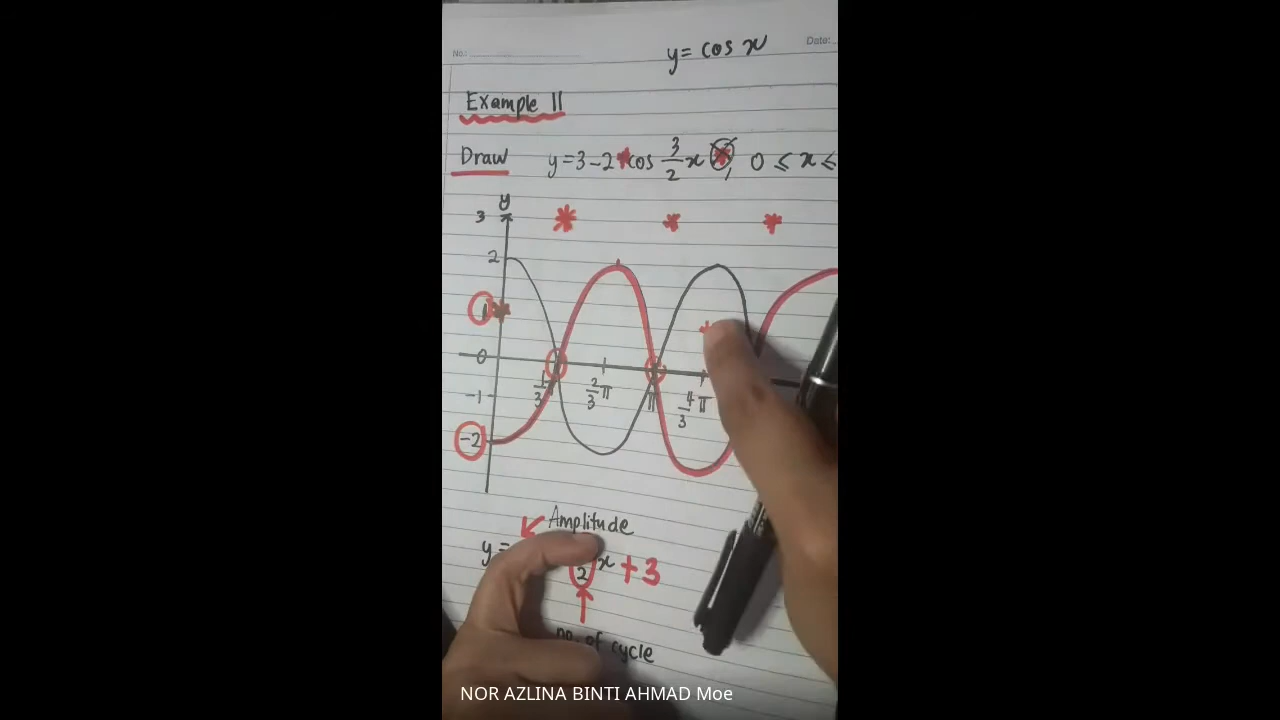 No.:
Date:
y = cos x
Example 11
Draw y = 3 - 2 cos 3/2 x, 0 ≤ x ≤
y
3
2
1
0
-1
-2
1/3 2/3 π π 4/3 π
Amplitude
y = 2 x + 3
no. of cycle
NOR AZLINA BINTI AHMAD Moe